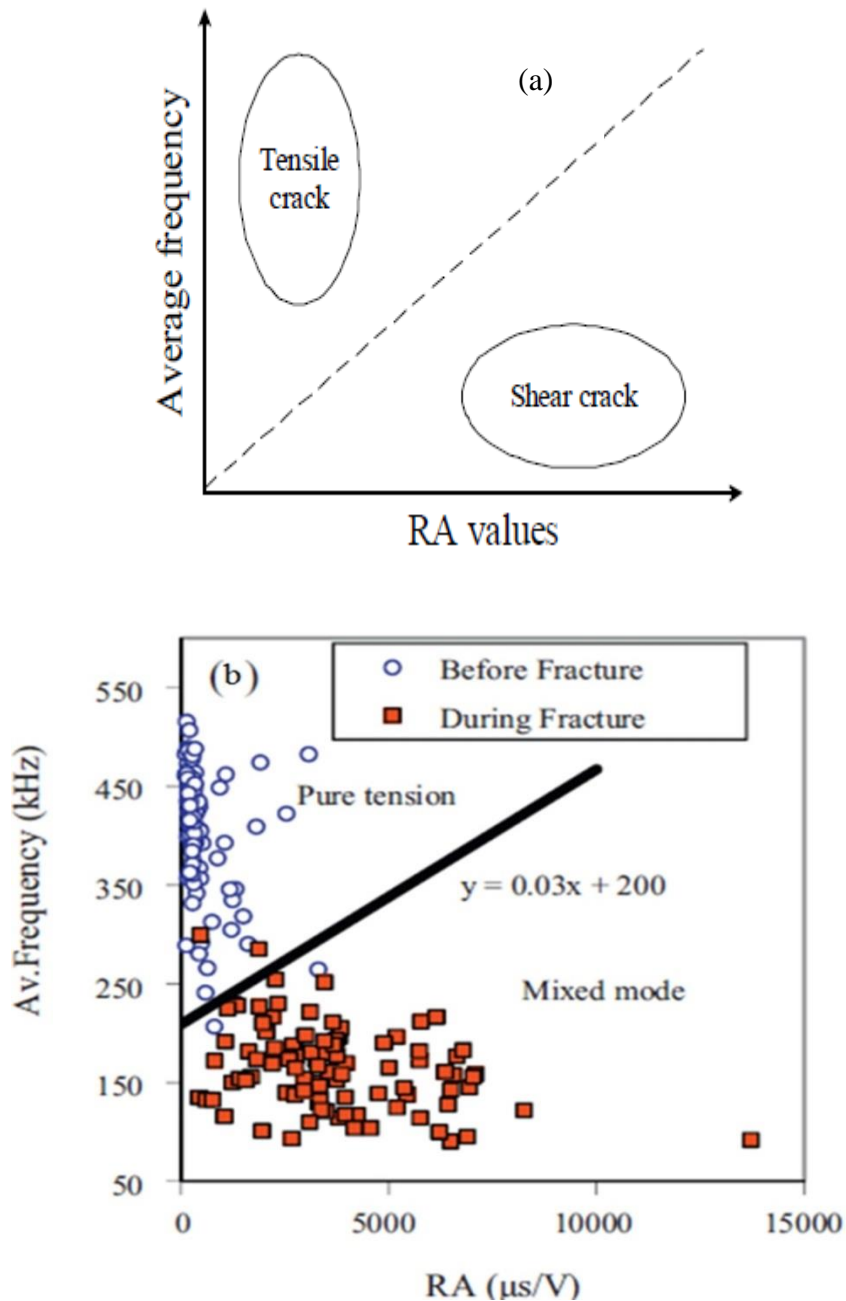 (a)
Average frequency
Tensile
crack
Shear crack
RA values
(b)
Before Fracture
During Fracture
Av.Frequency (kHz)
550
450
350
250
150
50
Pure tension
y = 0.03x + 200
Mixed mode
0
5000
10000
15000
RA (μs/V)